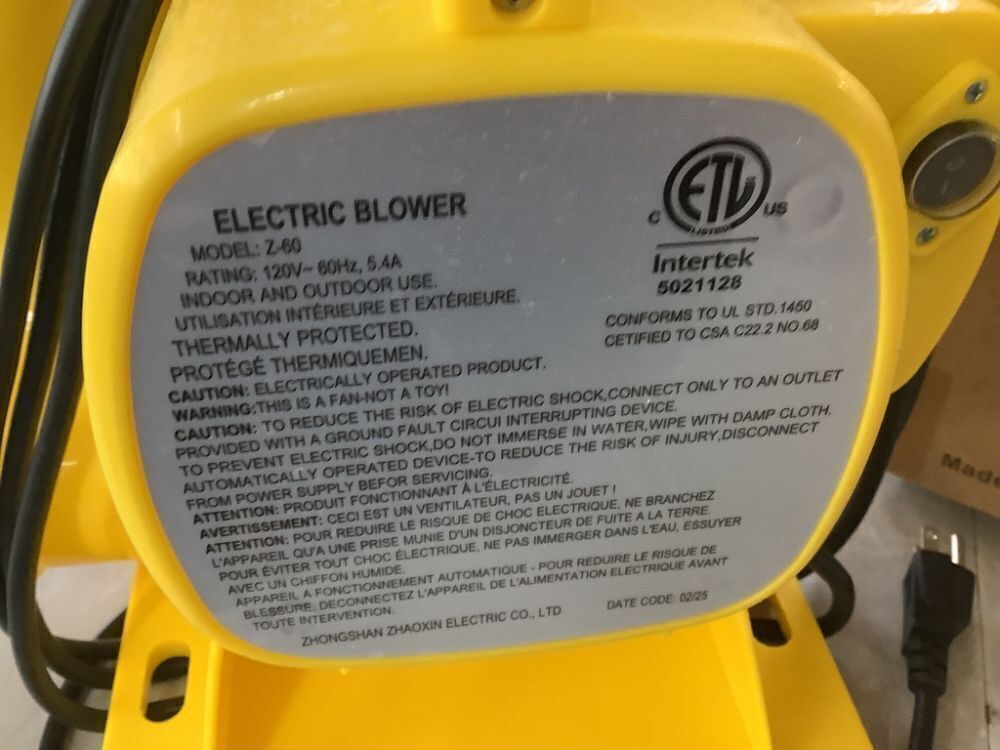 ELECTRIC BLOWER
MODEL: Z-60
RATING: 120V~ 60Hz, 5.4A
INDOOR AND OUTDOOR USE.
UTILISATION INTÉRIEURE ET EXTÉRIEURE.
THERMALLY PROTECTED.
PROTÉGÉ THERMIQUEMEN.
C ETL US
LISTED
Intertek
5021128
CONFORMS TO UL STD.1450
CETIFIED TO CSA C22.2 NO.68
CAUTION: ELECTRICALLY OPERATED PRODUCT.
WARNING:THIS IS A FAN-NOT A TOY!
CAUTION: TO REDUCE THE RISK OF ELECTRIC SHOCK,CONNECT ONLY TO AN OUTLET
PROVIDED WITH A GROUND FAULT CIRCUI INTERRUPTING DEVICE.
TO PREVENT ELECTRIC SHOCK,DO NOT IMMERSE IN WATER,WIPE WITH DAMP CLOTH,
AUTOMATICALLY OPERATED DEVICE-TO REDUCE THE RISK OF INJURY,DISCONNECT
FROM POWER SUPPLY BEFOR SERVICING.
ATTENTION: PRODUIT FONCTIONNANT À L'ÉLECTRICITÉ.
AVERTISSEMENT: CECI EST UN VENTILATEUR, PAS UN JOUET !
ATTENTION: POUR REDUIRE LE RISQUE DE CHOC ELECTRIQUE, NE BRANCHEZ
L'APPAREIL QU'A UNE PRISE MUNIE D'UN DISJONCTEUR DE FUITE A LA TERRE.
POUR ÉVITER TOUT CHOC ÉLECTRIQUE, NE PAS IMMERGER DANS L'EAU, ESSUYER
AVEC UN CHIFFON HUMIDE.
APPAREIL A FONCTIONNEMENT AUTOMATIQUE - POUR REDUIRE LE RISQUE DE
BLESSURE, DECONNECTEZ L'APPAREIL DE L'ALIMENTATION ELECTRIQUE AVANT
TOUTE INTERVENTION.
ZHONGSHAN ZHAOXIN ELECTRIC CO., LTD
DATE CODE: 02/25
Made